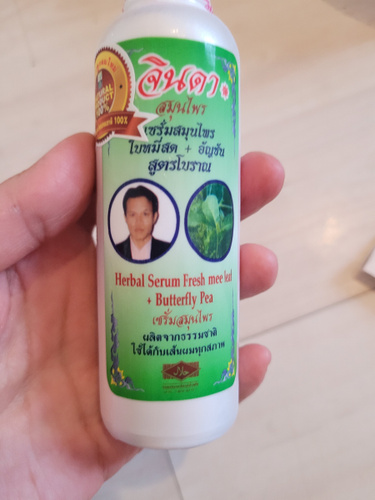 NATURAL
PRODUCT
100%
100%
จินดา
สมุนไพร
เซรั่มสมุนไพร
ใบหมี่สด + อัญชัน
สูตรโบราณ
Herbal Serum Fresh mee leaf
+ Butterfly Pea
เซรั่มสมุนไพร
ผลิตจากธรรมชาติ
ใช้ได้กับเส้นผมทุกสภาพ